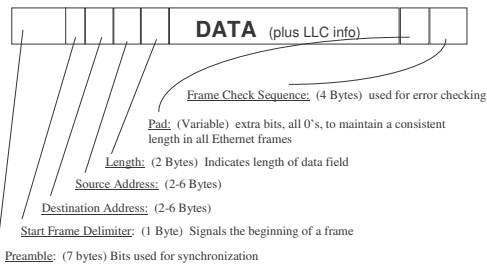 DATA (plus LLC info)
Frame Check Sequence: (4 Bytes) used for error checking
Pad: (Variable) extra bits, all 0's, to maintain a consistent
length in all Ethernet frames
Length: (2 Bytes) Indicates length of data field
Source Address: (2-6 Bytes)
Destination Address: (2-6 Bytes)
Start Frame Delimiter: (1 Byte) Signals the beginning of a frame
Preamble: (7 bytes) Bits used for synchronization